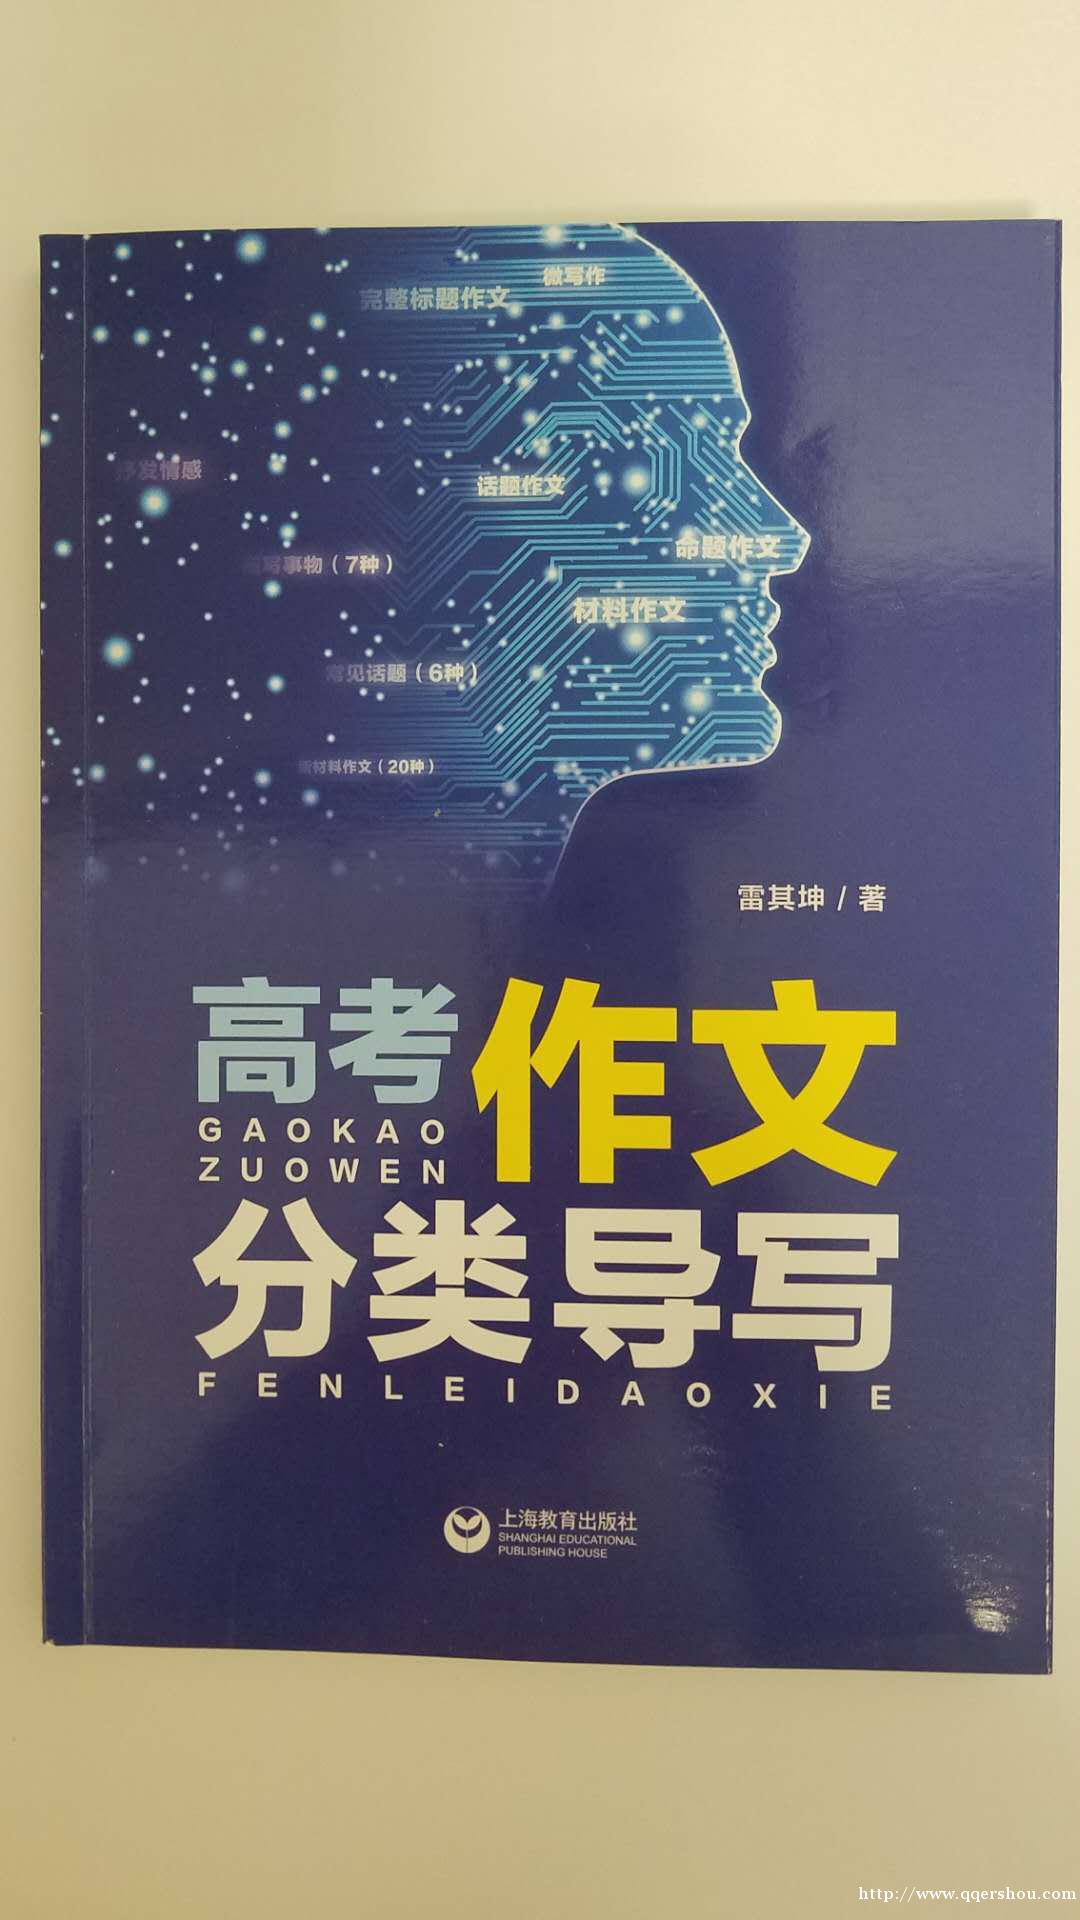 微写作
完整标题作文
抒发情感
话题作文
命题作文
写事物（7种）
材料作文
常见话题（6种）
新材料作文（20种）
雷其坤 / 著
高考作文
GAOKAO
ZUOWEN
分类导写
FENLEIDAOXIE
上海教育出版社
SHANGHAI EDUCATIONAL
PUBLISHING HOUSE
http://www.qqershou.com